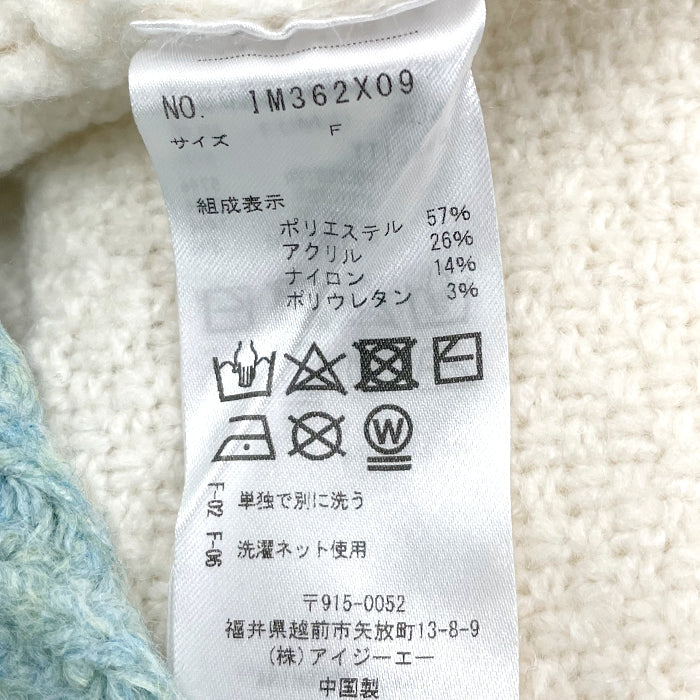 NO. 1M362X09
サイズ F
組成表示
ポリエステル 57%
アクリル 26%
ナイロン 14%
ポリウレタン 3%
W
F-02 F-06
単独で別に洗う
洗濯ネット使用
〒915-0052
福井県越前市矢放町13-8-9
(株)アイジーエー
中国製